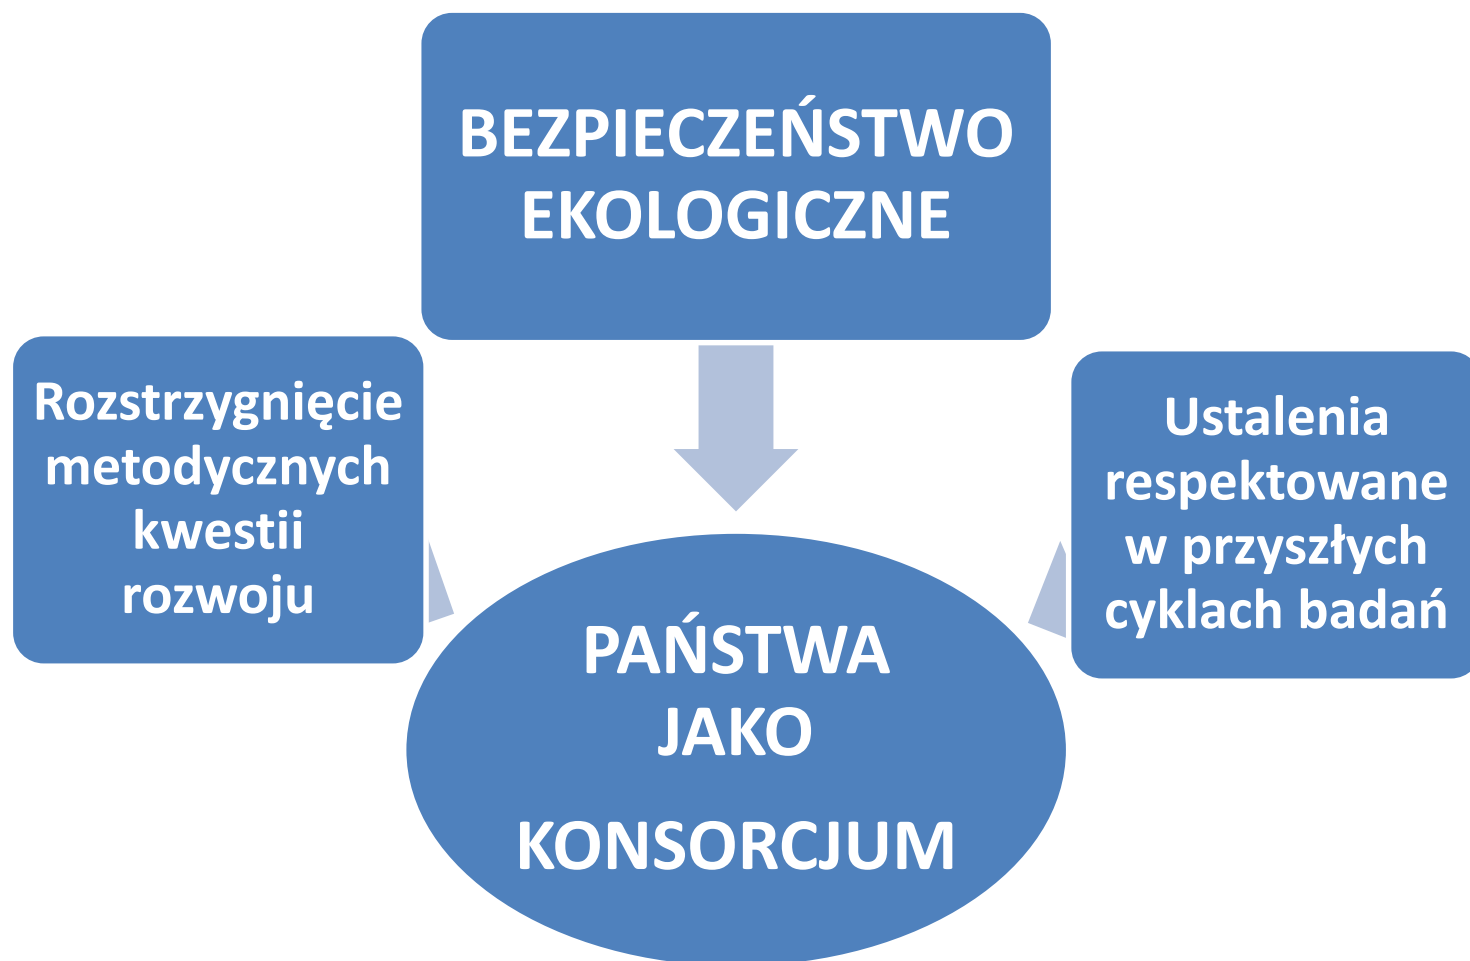 BEZPIECZEŃSTWO
EKOLOGICZNE
Rozstrzygnięcie
metodycznych
kwestii
rozwoju
Ustalenia
respektowane
w przyszłych
cyklach badań
PAŃSTWA
JAKO
KONSORCJUM